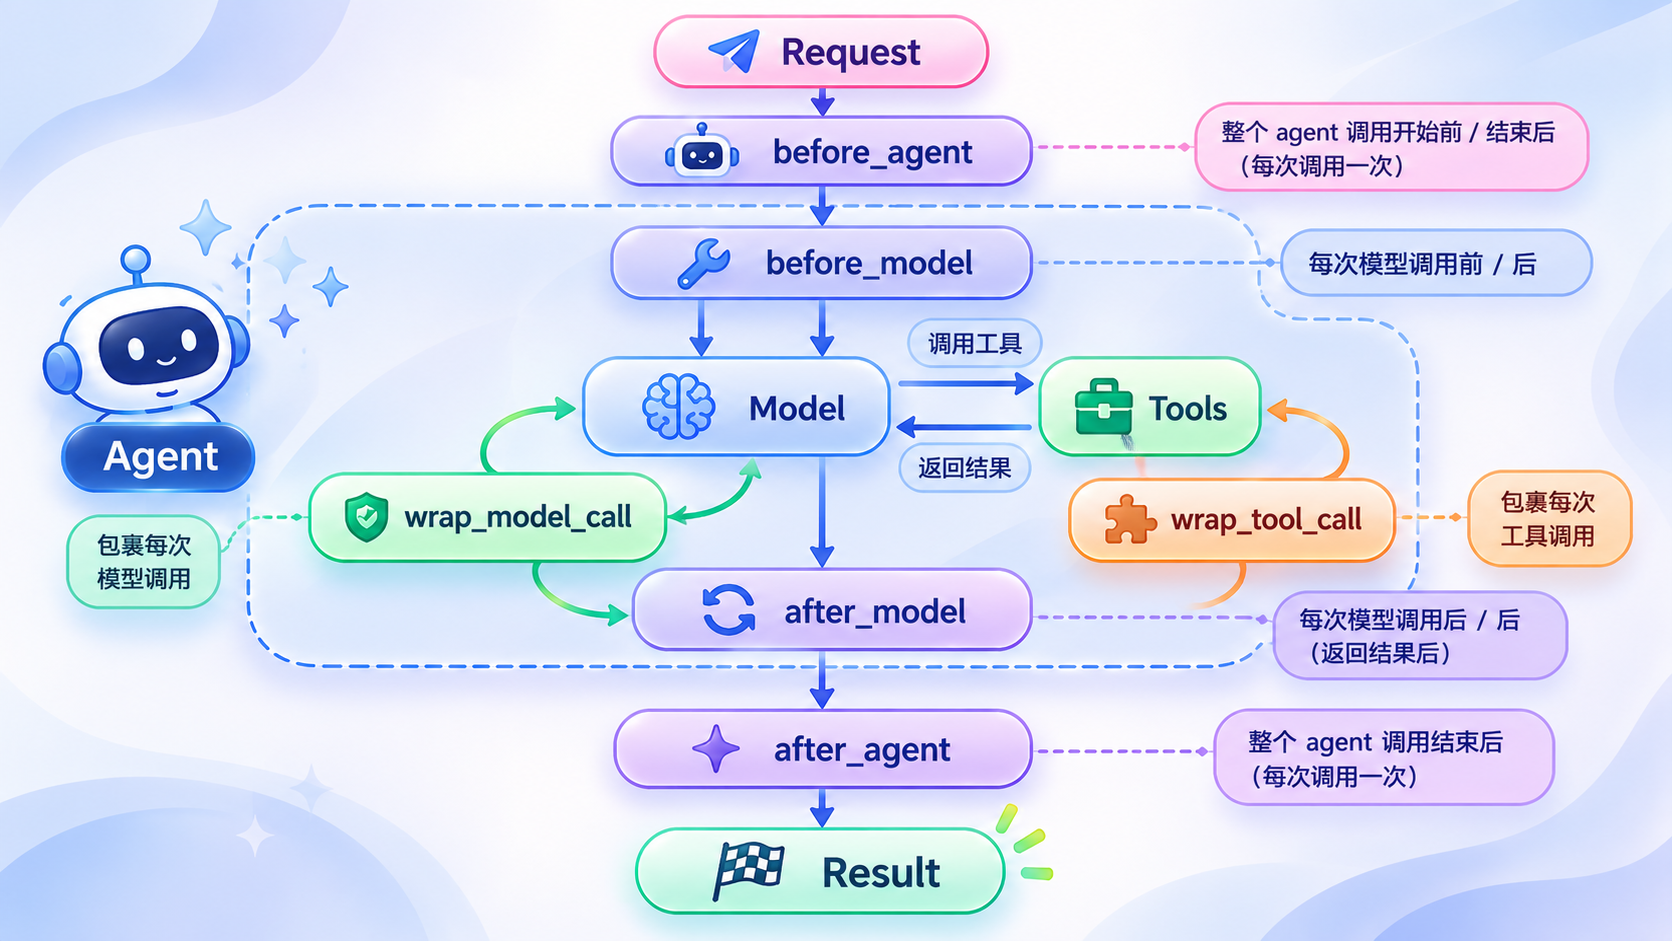 Request
before_agent
整个 agent 调用开始前 / 结束后
（每次调用一次）
before_model
每次模型调用前 / 后
调用工具
Model
Tools
返回结果
Agent
wrap_model_call
wrap_tool_call
包裹每次
模型调用
包裹每次
工具调用
after_model
每次模型调用后 / 后
（返回结果后）
after_agent
整个 agent 调用结束后
（每次调用一次）
Result